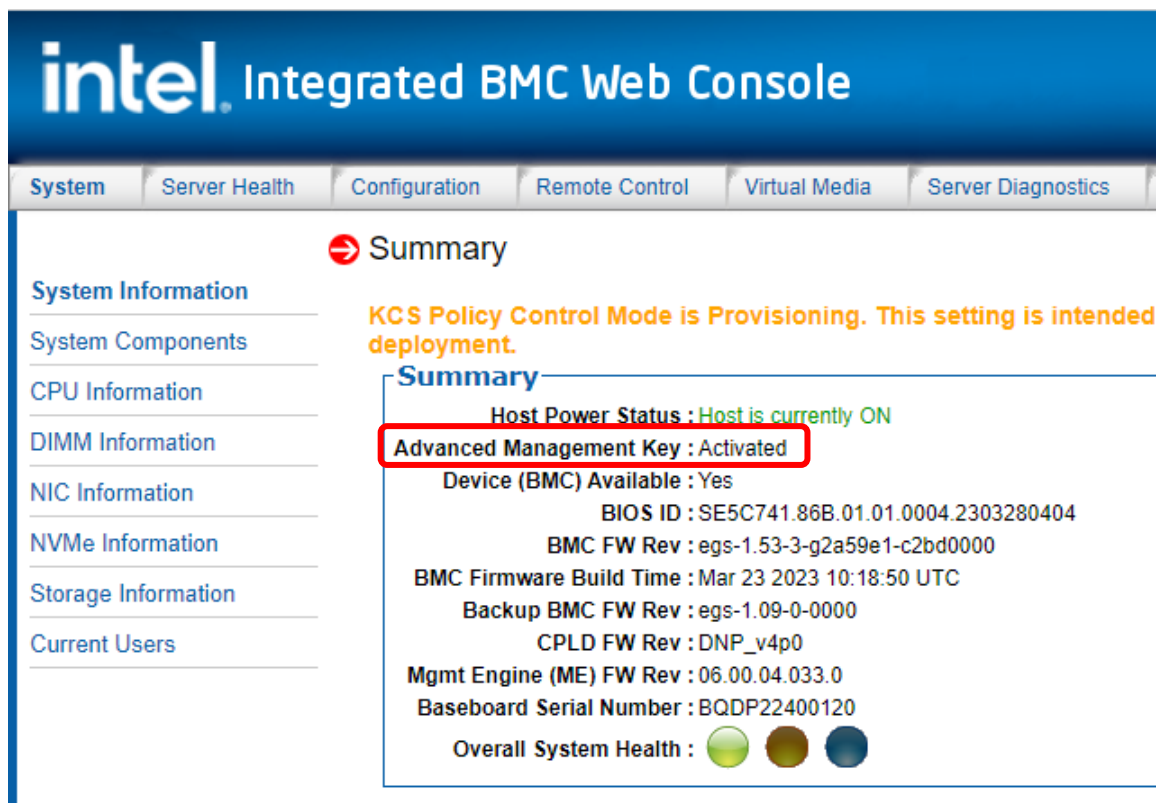 intel. Integrated BMC Web Console
System Server Health Configuration Remote Control Virtual Media Server Diagnostics
Summary
System Information
System Components
CPU Information
DIMM Information
NIC Information
NVMe Information
Storage Information
Current Users
KCS Policy Control Mode is Provisioning. This setting is intended
deployment.
Summary
Host Power Status : Host is currently ON
Advanced Management Key : Activated
Device (BMC) Available : Yes
BIOS ID : SE5C741.86B.01.01.0004.2303280404
BMC FW Rev : egs-1.53-3-g2a59e1-c2bd0000
BMC Firmware Build Time : Mar 23 2023 10:18:50 UTC
Backup BMC FW Rev : egs-1.09-0-0000
CPLD FW Rev : DNP_v4p0
Mgmt Engine (ME) FW Rev : 06.00.04.033.0
Baseboard Serial Number : BQDP22400120
Overall System Health :